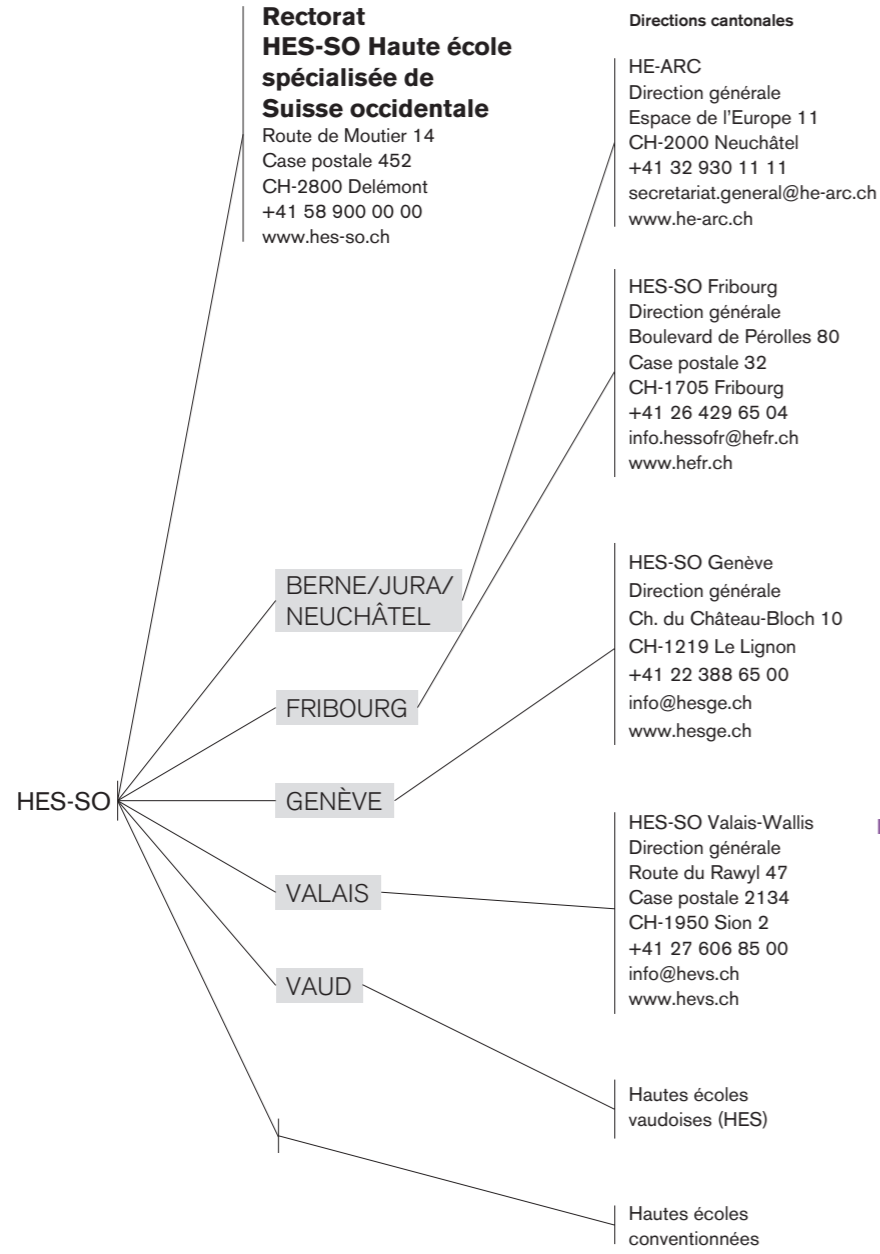 Rectorat
HES-SO Haute école
spécialisée de
Suisse occidentale
Route de Moutier 14
Case postale 452
CH-2800 Delémont
+41 58 900 00 00
www.hes-so.ch
Directions cantonales
HE-ARC
Direction générale
Espace de l'Europe 11
CH-2000 Neuchâtel
+41 32 930 11 11
secretariat.general@he-arc.ch
www.he-arc.ch
HES-SO Fribourg
Direction générale
Boulevard de Pérolles 80
Case postale 32
CH-1705 Fribourg
+41 26 429 65 04
info.hessofr@hefr.ch
www.hefr.ch
HES-SO Genève
Direction générale
Ch. du Château-Bloch 10
CH-1219 Le Lignon
+41 22 388 65 00
info@hesge.ch
www.hesge.ch
HES-SO Valais-Wallis
Direction générale
Route du Rawyl 47
Case postale 2134
CH-1950 Sion 2
+41 27 606 85 00
info@hevs.ch
www.hevs.ch
Hautes écoles
vaudoises (HES)
Hautes écoles
conventionnées
HES-SO
BERNE/JURA/
NEUCHÂTEL
FRIBOURG
GENÈVE
VALAIS
VAUD